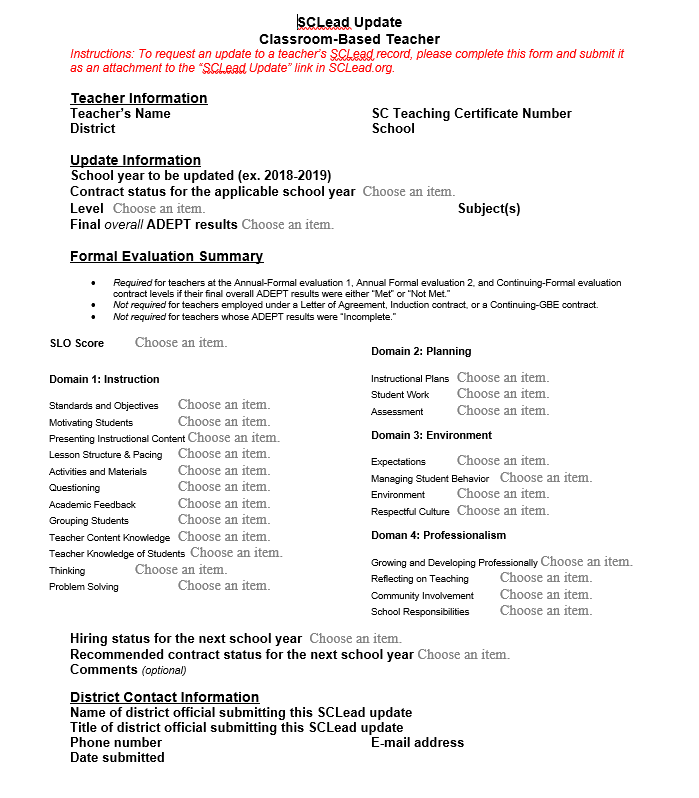 SCLead Update
Classroom-Based Teacher
Instructions: To request an update to a teacher's SCLead record, please complete this form and submit it
as an attachment to the "SCLead Update" link in SCLead.org.
Teacher Information
Teacher's Name SC Teaching Certificate Number
District School
Update Information
School year to be updated (ex. 2018-2019)
Contract status for the applicable school year Choose an item.
Level Choose an item. Subject(s)
Final overall ADEPT results Choose an item.
Formal Evaluation Summary
• Required for teachers at the Annual-Formal evaluation 1, Annual Formal evaluation 2, and Continuing-Formal evaluation
contract levels if their final overall ADEPT results were either "Met" or "Not Met."
• Not required for teachers employed under a Letter of Agreement, Induction contract, or a Continuing-GBE contract.
• Not required for teachers whose ADEPT results were "Incomplete."
SLO Score Choose an item.
Domain 1: Instruction
Standards and Objectives Choose an item.
Motivating Students Choose an item.
Presenting Instructional Content Choose an item.
Lesson Structure & Pacing Choose an item.
Activities and Materials Choose an item.
Questioning Choose an item.
Academic Feedback Choose an item.
Grouping Students Choose an item.
Teacher Content Knowledge Choose an item.
Teacher Knowledge of Students Choose an item.
Thinking Choose an item.
Problem Solving Choose an item.
Domain 2: Planning
Instructional Plans Choose an item.
Student Work Choose an item.
Assessment Choose an item.
Domain 3: Environment
Expectations Choose an item.
Managing Student Behavior Choose an item.
Environment Choose an item.
Respectful Culture Choose an item.
Doman 4: Professionalism
Growing and Developing Professionally Choose an item.
Reflecting on Teaching Choose an item.
Community Involvement Choose an item.
School Responsibilities Choose an item.
Hiring status for the next school year Choose an item.
Recommended contract status for the next school year Choose an item.
Comments (optional)
District Contact Information
Name of district official submitting this SCLead update
Title of district official submitting this SCLead update
Phone number E-mail address
Date submitted